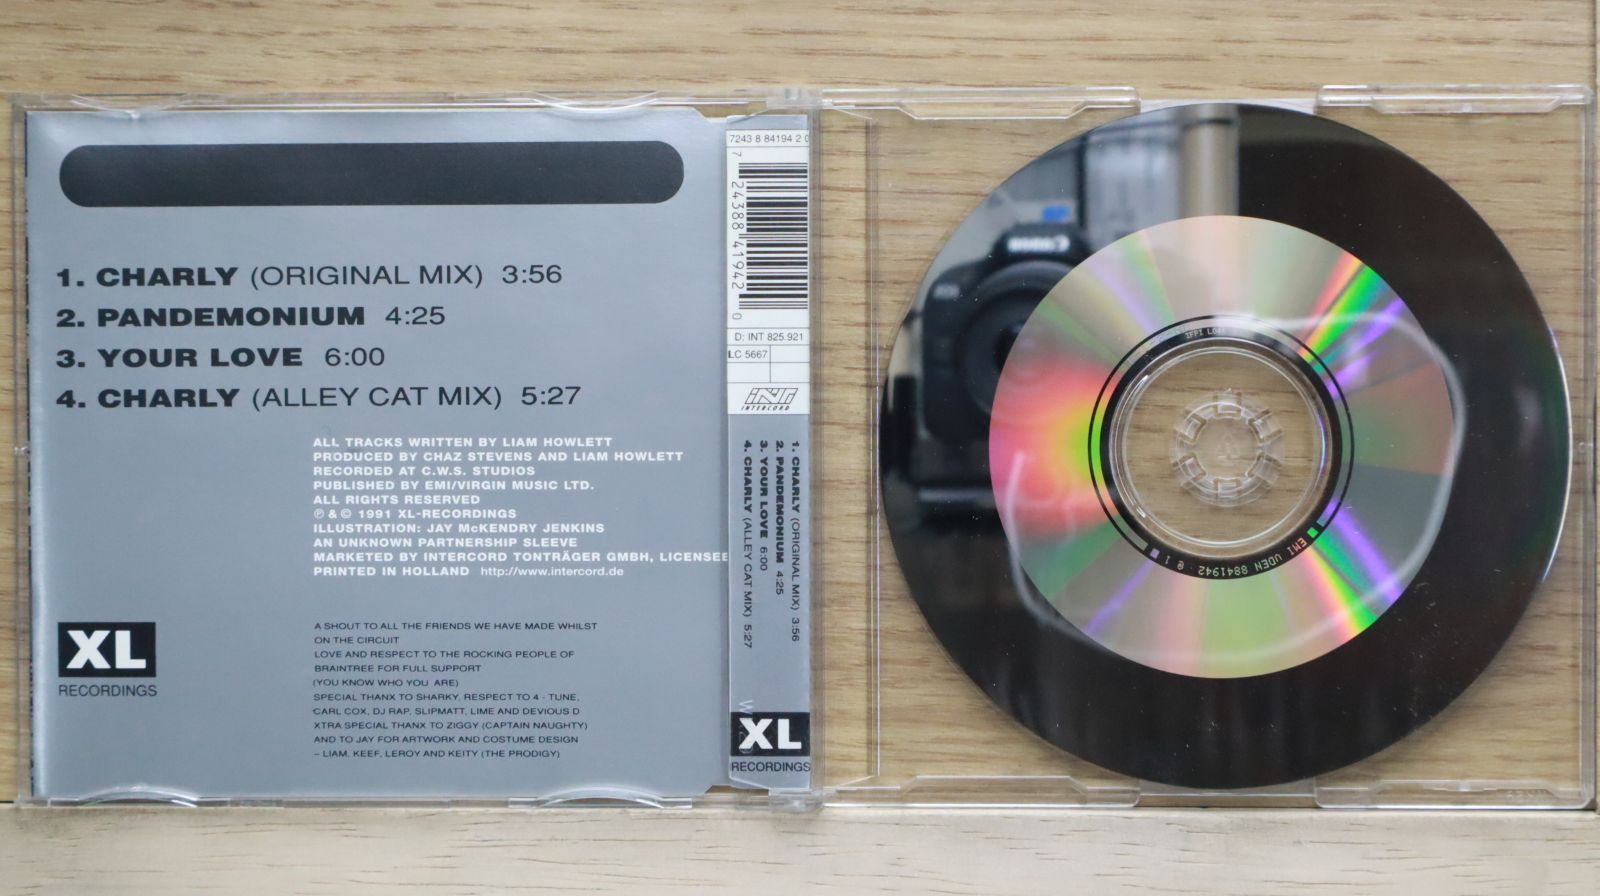 1. CHARLY (ORIGINAL MIX) 3:56
2. PANDEMONIUM 4:25
3. YOUR LOVE 6:00
4. CHARLY (ALLEY CAT MIX) 5:27
ALL TRACKS WRITTEN BY LIAM HOWLETT
PRODUCED BY CHAZ STEVENS AND LIAM HOWLETT
RECORDED AT C.W.S. STUDIOS
PUBLISHED BY EMI/VIRGIN MUSIC LTD.
ALL RIGHTS RESERVED
℗ & © 1991 XL-RECORDINGS
ILLUSTRATION: JAY McKENDRY JENKINS
AN UNKNOWN PARTNERSHIP SLEEVE
MARKETED BY INTERCORD TONTRÄGER GMBH, LICENSEE
PRINTED IN HOLLAND http://www.intercord.de
A SHOUT TO ALL THE FRIENDS WE HAVE MADE WHILST
ON THE CIRCUIT
LOVE AND RESPECT TO THE ROCKING PEOPLE OF
BRAINTREE FOR FULL SUPPORT
(YOU KNOW WHO YOU ARE)
SPECIAL THANX TO SHARKY, RESPECT TO 4 - TUNE,
CARL COX, DJ RAP, SLIPMATT, LIME AND DEVIOUS D
XTRA SPECIAL THANX TO ZIGGY (CAPTAIN NAUGHTY)
AND TO JAY FOR ARTWORK AND COSTUME DESIGN
– LIAM, KEEF, LEROY AND KEITY (THE PRODIGY)
XL
RECORDINGS
7243 8 84194 2 0
7 24388 41942 0
D: INT 825.921
LC 5667
INT
INTERCORD
1. CHARLY (ORIGINAL MIX) 3:56
2. PANDEMONIUM 4:25
3. YOUR LOVE 6:00
4. CHARLY (ALLEY CAT MIX) 5:27
XL
RECORDINGS
Canon
IFPI
EMI UDEN 8841942 @ 1